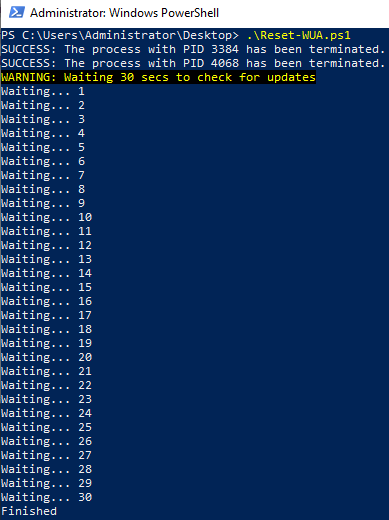 Administrator: Windows PowerShell
PS C:\Users\Administrator\Desktop> .\Reset-WUA.ps1
SUCCESS: The process with PID 3384 has been terminated.
SUCCESS: The process with PID 4068 has been terminated.
WARNING: Waiting 30 secs to check for updates
Waiting... 1
Waiting... 2
Waiting... 3
Waiting... 4
Waiting... 5
Waiting... 6
Waiting... 7
Waiting... 8
Waiting... 9
Waiting... 10
Waiting... 11
Waiting... 12
Waiting... 13
Waiting... 14
Waiting... 15
Waiting... 16
Waiting... 17
Waiting... 18
Waiting... 19
Waiting... 20
Waiting... 21
Waiting... 22
Waiting... 23
Waiting... 24
Waiting... 25
Waiting... 26
Waiting... 27
Waiting... 28
Waiting... 29
Waiting... 30
Finished